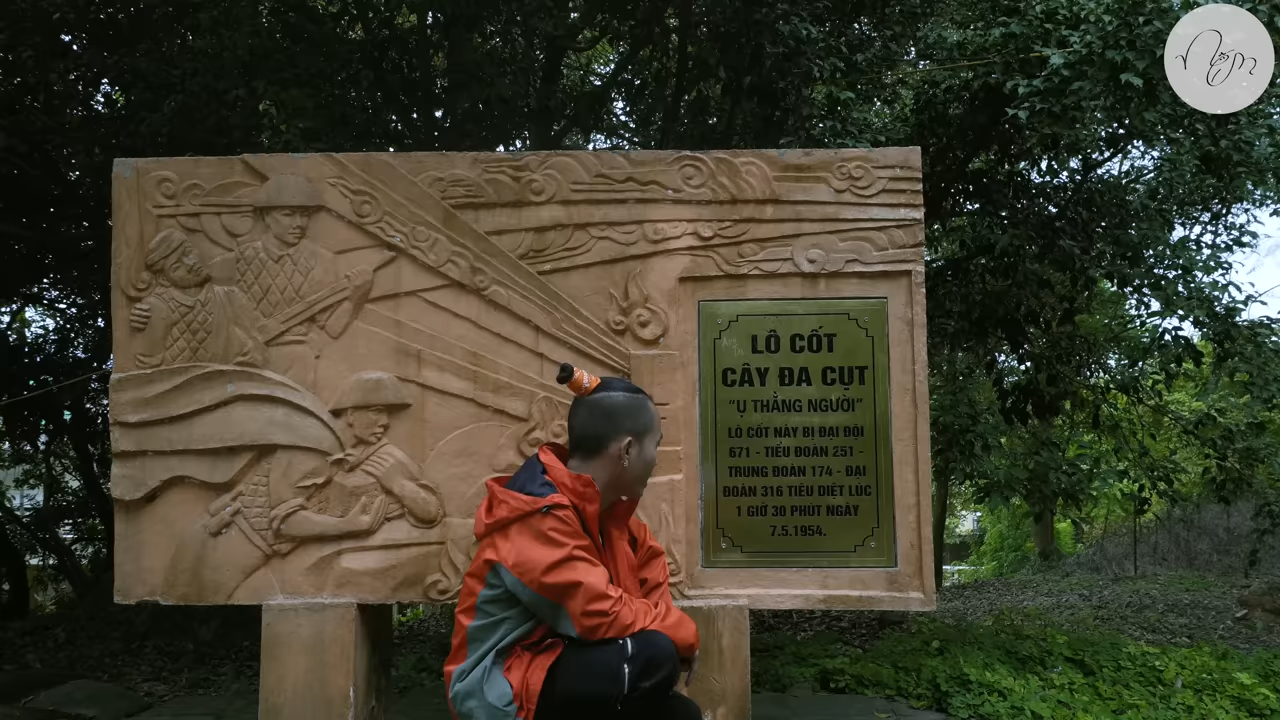 LÔ CỐT
CÂY ĐA CỤT
“Ụ THẰNG NGƯỜI”
LÔ CỐT NÀY BỊ ĐẠI ĐỘI
671 - TIỂU ĐOÀN 251 -
TRUNG ĐOÀN 174 - ĐẠI
ĐOÀN 316 TIÊU DIỆT LÚC
1 GIỜ 30 PHÚT NGÀY
7.5.1954.